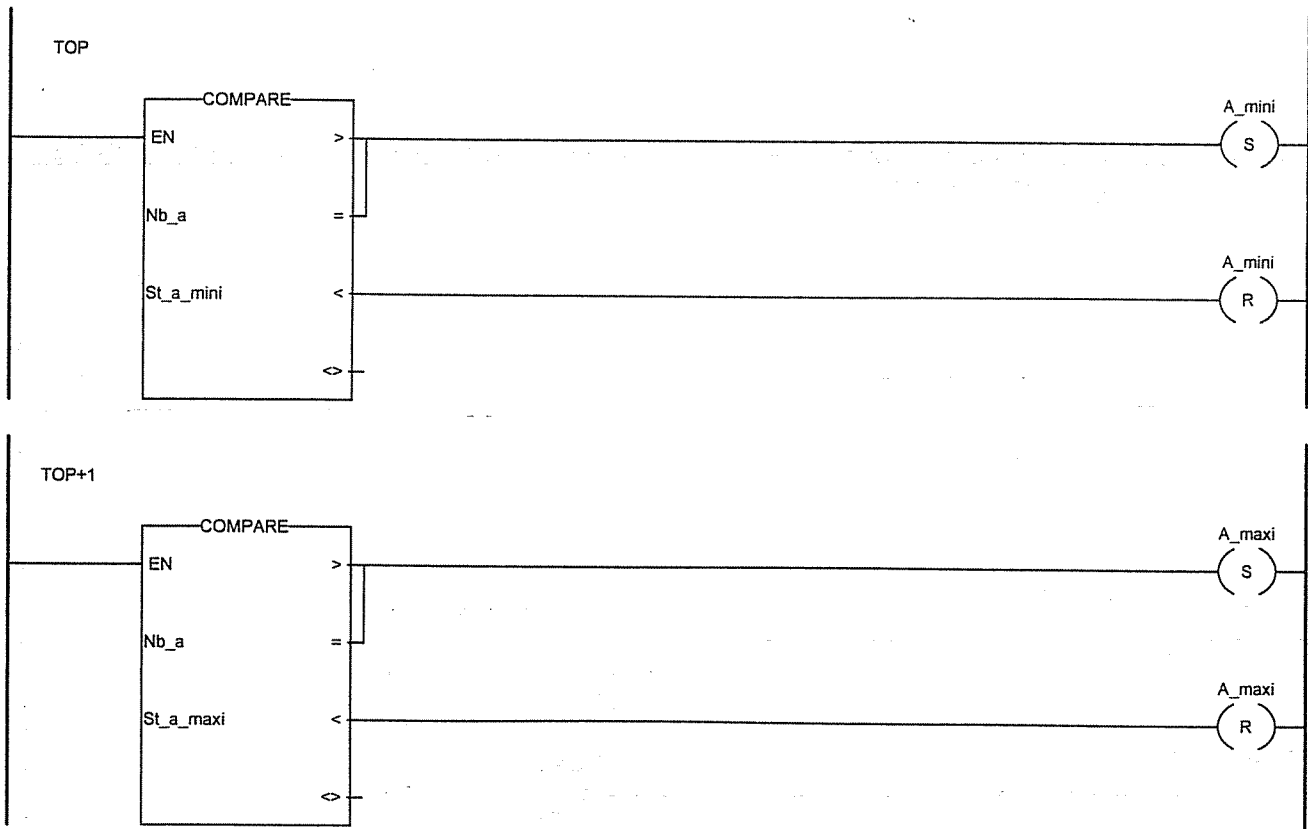 TOP
COMPARE
A_mini
EN >
S
Nb_a =
A_mini
St_a_mini <
R
<>
TOP+1
COMPARE
A_maxi
EN >
S
Nb_a =
A_maxi
St_a_maxi <
R
<>